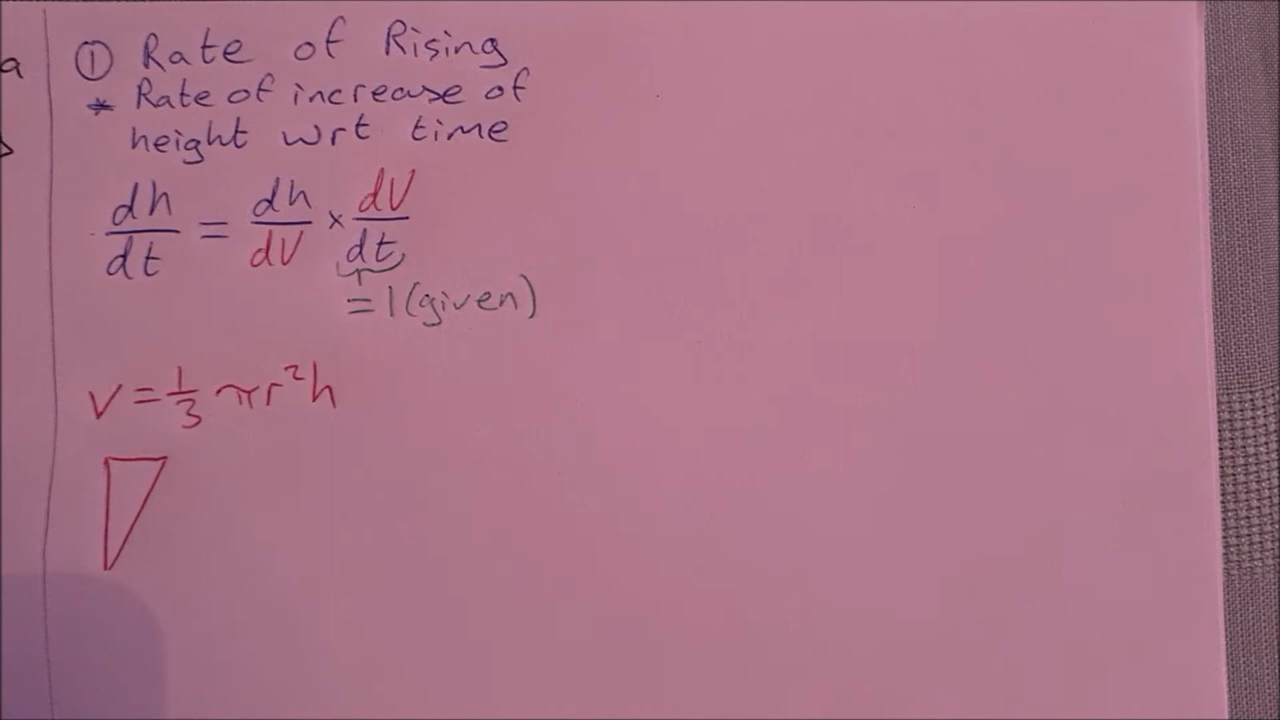 a
① Rate of Rising
* Rate of increase of
height wrt time
dh/dt = dh/dV × dV/dt
= 1 (given)
V = 1/3 πr²h